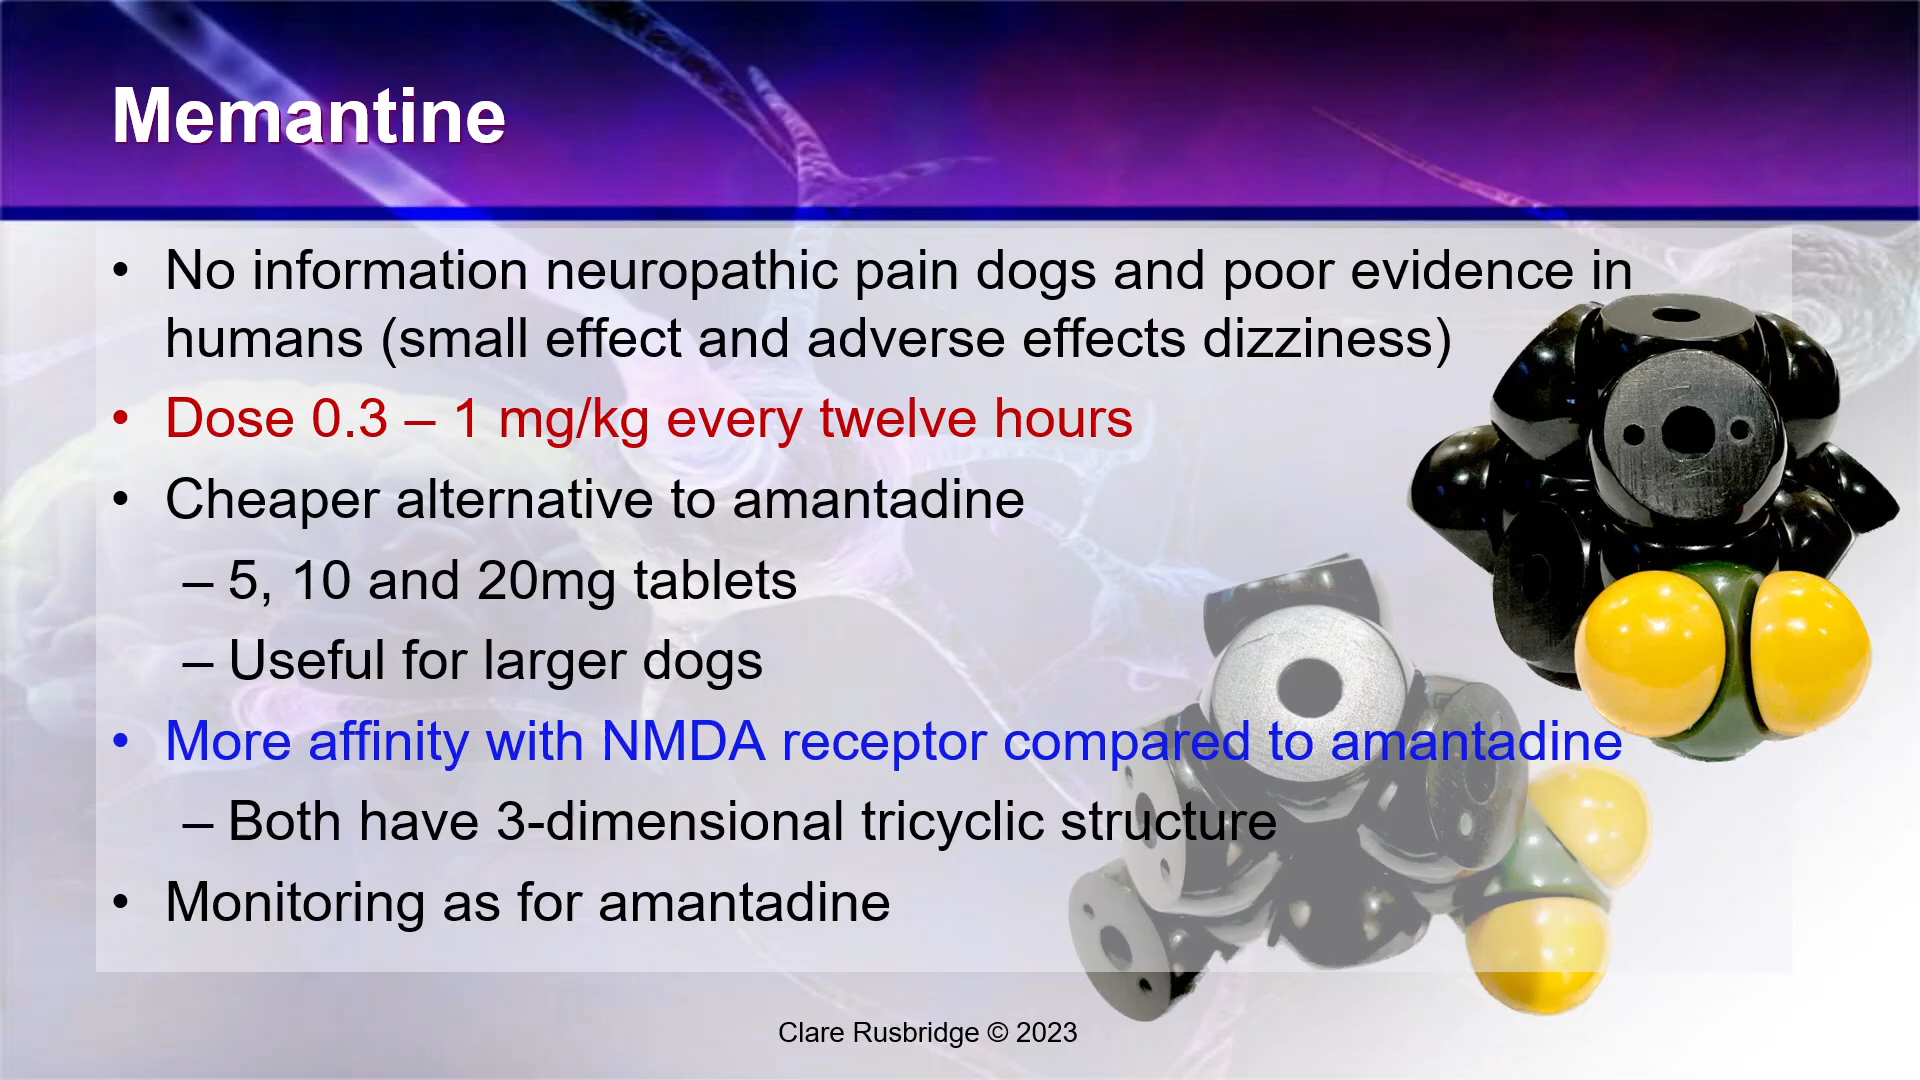 Memantine
• No information neuropathic pain dogs and poor evidence in
humans (small effect and adverse effects dizziness)
• Dose 0.3 – 1 mg/kg every twelve hours
• Cheaper alternative to amantadine
– 5, 10 and 20mg tablets
– Useful for larger dogs
• More affinity with NMDA receptor compared to amantadine
– Both have 3-dimensional tricyclic structure
• Monitoring as for amantadine
Clare Rusbridge © 2023